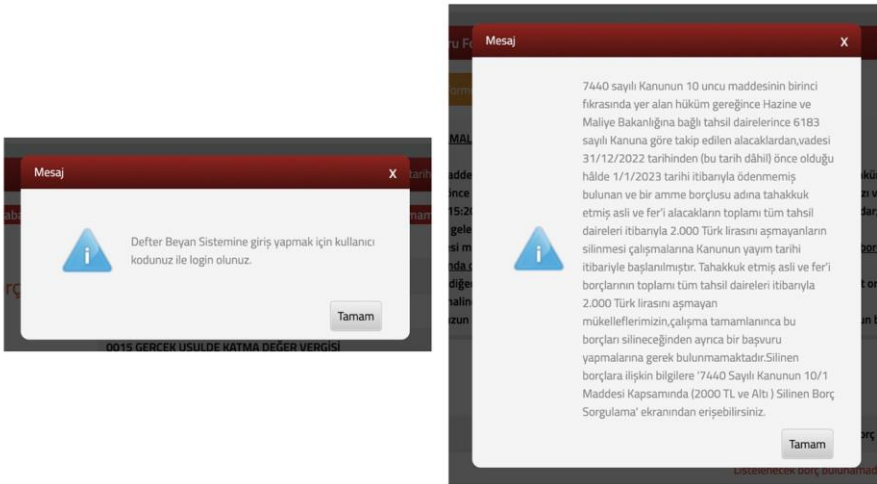 Mesaj
X
Defter Beyan Sistemine giriş yapmak için kullanıcı
kodunuz ile login olunuz.
Tamam
0015 GERÇEK USULDE KATMA DEĞER VERGİSİ
Mesaj
X
7440 sayılı Kanunun 10 uncu maddesinin birinci
fıkrasında yer alan hüküm gereğince Hazine ve
Maliye Bakanlığına bağlı tahsil dairelerince 6183
sayılı Kanuna göre takip edilen alacaklardan,vadesi
31/12/2022 tarihinden (bu tarih dâhil) önce olduğu
hâlde 1/1/2023 tarihi itibarıyla ödenmemiş
bulunan ve bir amme borçlusu adına tahakkuk
etmiş asli ve fer'i alacakların toplamı tüm tahsil
daireleri itibarıyla 2.000 Türk lirasını aşmayanların
silinmesi çalışmalarına Kanunun yayım tarihi
itibariyle başlanılmıştır. Tahakkuk etmiş asli ve fer'i
borçlarının toplamı tüm tahsil daireleri itibarıyla
2.000 Türk lirasını aşmayan
mükelleflerimizin,çalışma tamamlanınca bu
borçları silineceğinden ayrıca bir başvuru
yapmalarına gerek bulunmamaktadır.Silinen
borçlara ilişkin bilgilere '7440 Sayılı Kanunun 10/1
Maddesi Kapsamında (2000 TL ve Altı ) Silinen Borç
Sorgulama' ekranından erişebilirsiniz.
Tamam
Listelenecek borç bulunamad